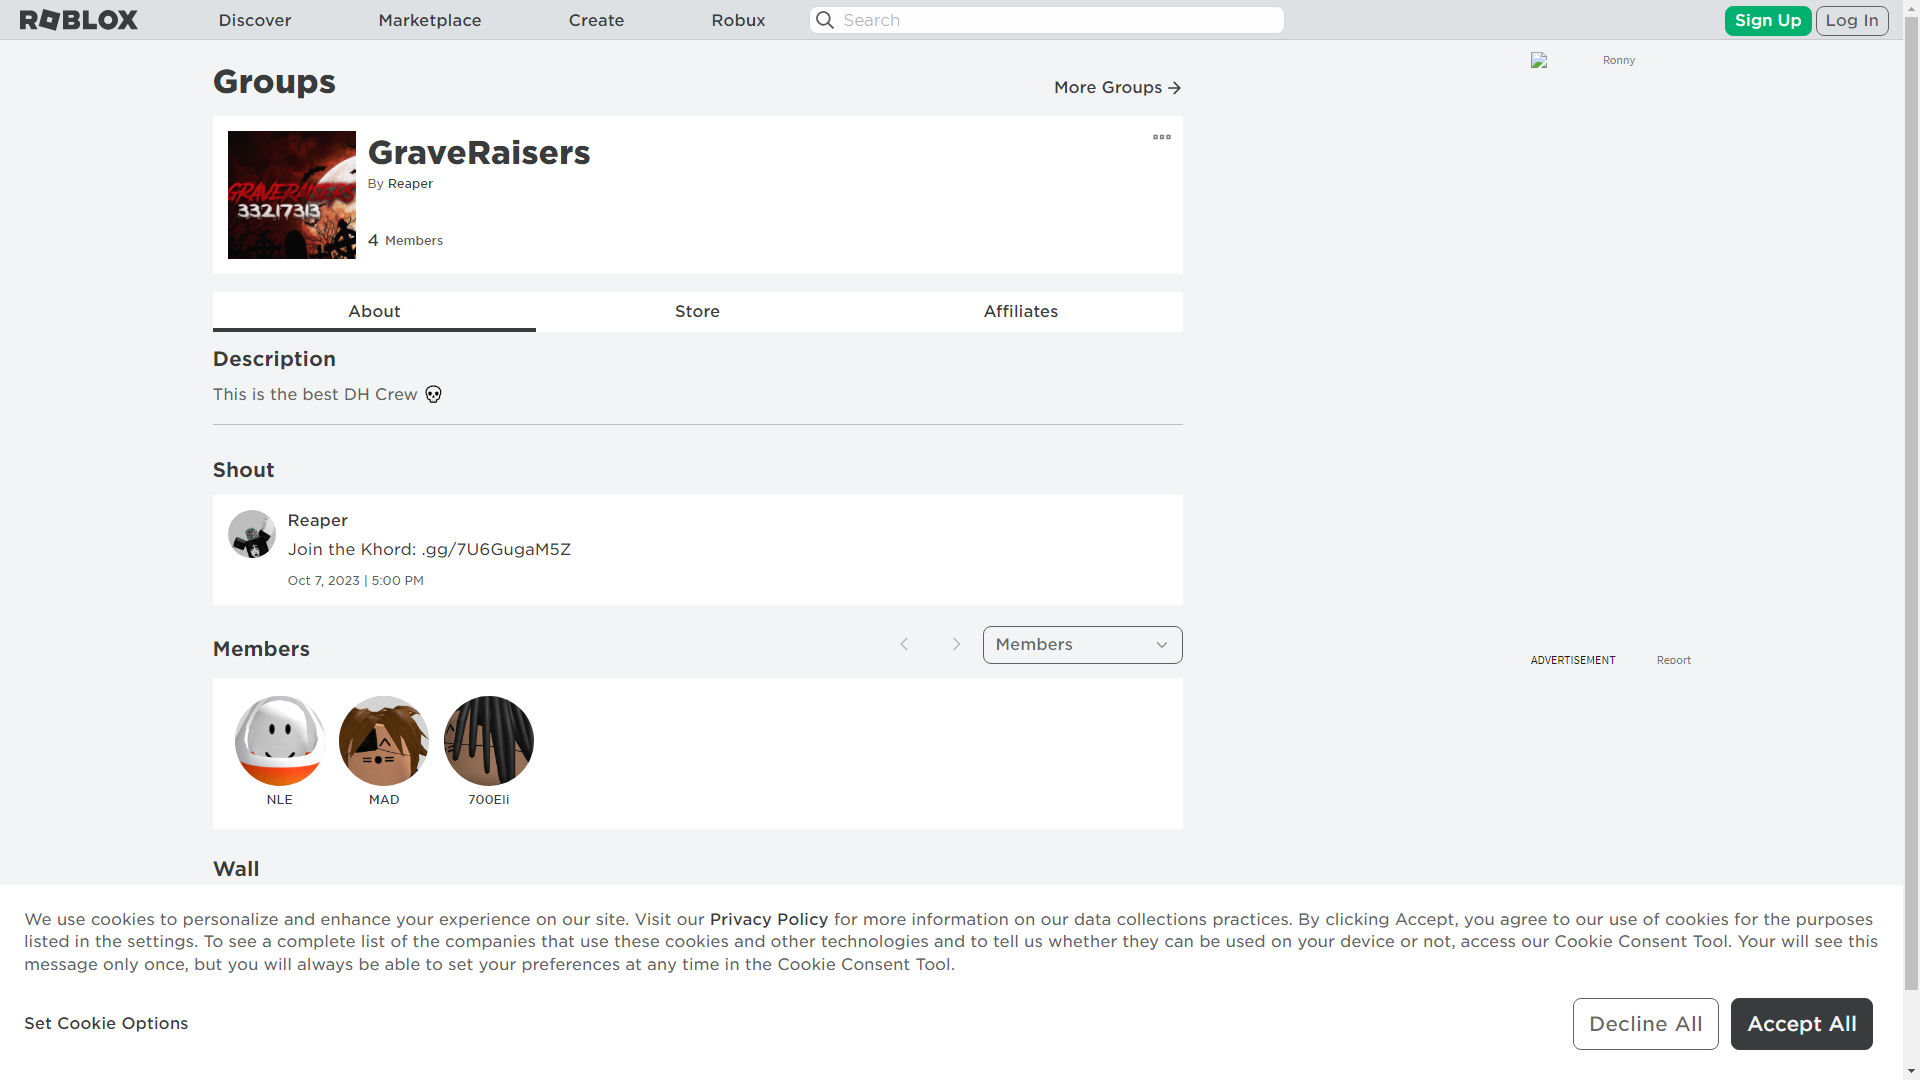 ROBLOX
Discover
Marketplace
Create
Robux
Search
Sign Up
Log In
Ronny
Groups
More Groups
GRAVERAISERS
33217313
GraveRaisers
By Reaper
4 Members
About
Store
Affiliates
Description
This is the best DH Crew 💀
Shout
Reaper
Join the Khord: .gg/7U6GugaM5Z
Oct 7, 2023 | 5:00 PM
Members
Members
ADVERTISEMENT
Report
NLE
MAD
700Eli
Wall
We use cookies to personalize and enhance your experience on our site. Visit our Privacy Policy for more information on our data collections practices. By clicking Accept, you agree to our use of cookies for the purposes
listed in the settings. To see a complete list of the companies that use these cookies and other technologies and to tell us whether they can be used on your device or not, access our Cookie Consent Tool. Your will see this
message only once, but you will always be able to set your preferences at any time in the Cookie Consent Tool.
Set Cookie Options
Decline All
Accept All